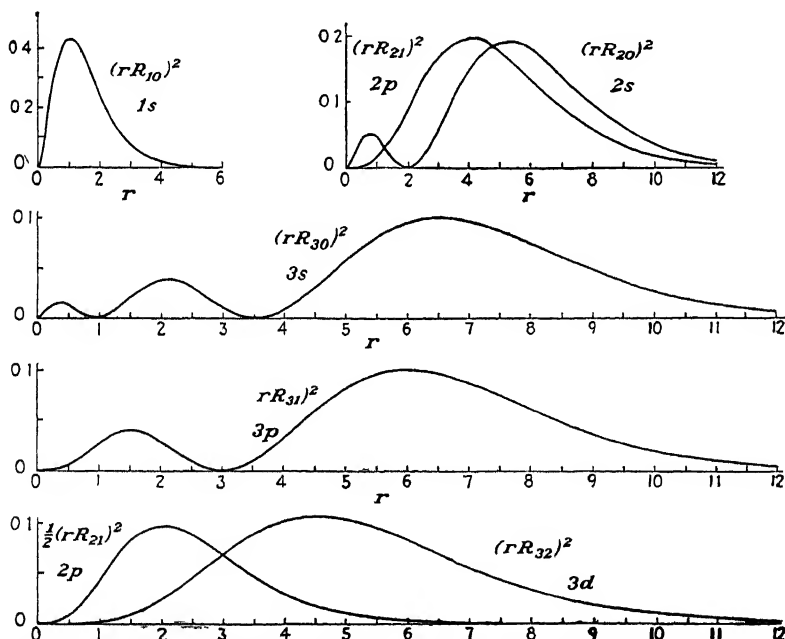 0 4
0.2
0
(rR₁₀)²
1s
0 2 4 6
r
0.2
0 1
0
(rR₂₁)²
2p
(rR₂₀)²
2s
0 2 4 6 8 10 12
r
0 1
0
(rR₃₀)²
3s
0 1 2 3 4 5 6 7 8 9 10 11 12
r
0 1
0
rR₃₁)²
3p
0 1 2 3 4 5 6 7 8 9 10 11 12
r
0 1
0
½(rR₂₁)²
2p
(rR₃₂)²
3d
0 1 2 3 4 5 6 7 8 9 10 11 12